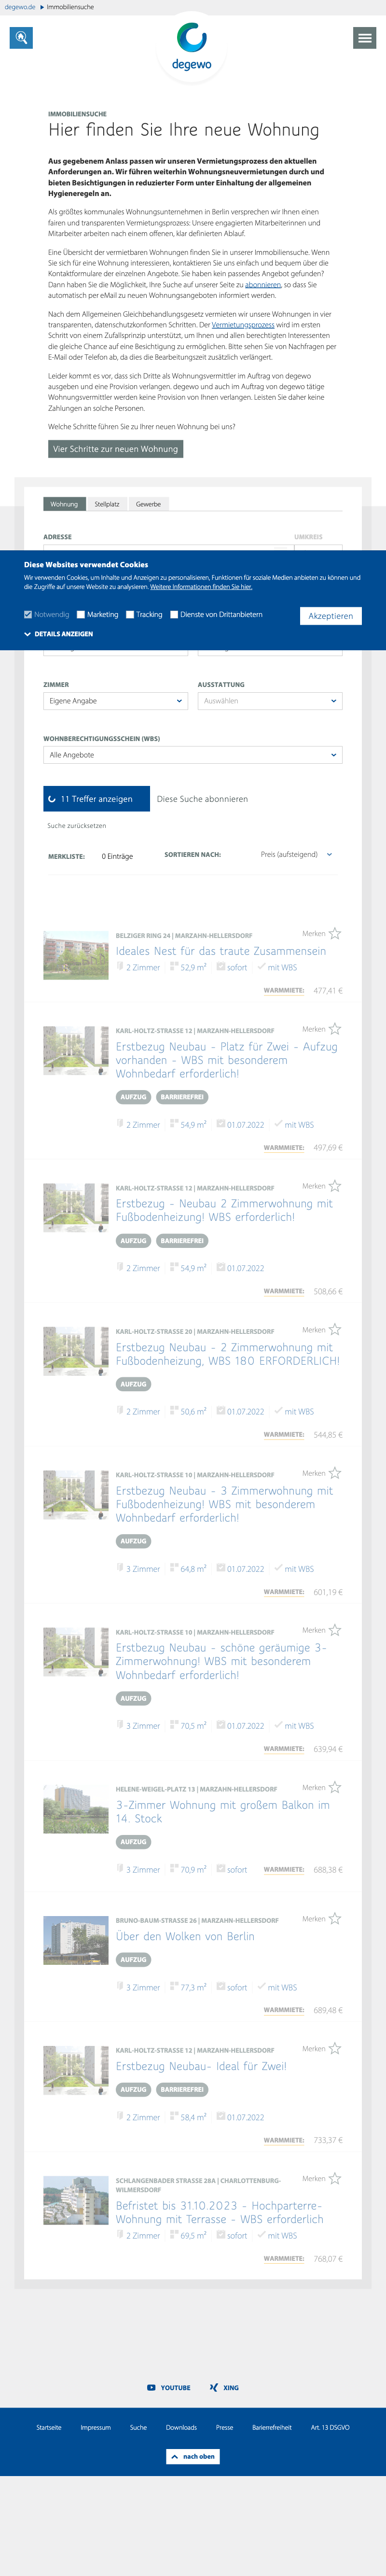 degewo.de Immobiliensuche
degewo
IMMOBILIENSUCHE
Hier finden Sie Ihre neue Wohnung
Aus gegebenem Anlass passen wir unseren Vermietungsprozess den aktuellen
Anforderungen an. Wir führen weiterhin Wohnungsneuvermietungen durch und
bieten Besichtigungen in reduzierter Form unter Einhaltung der allgemeinen
Hygieneregeln an.
Als größtes kommunales Wohnungsunternehmen in Berlin versprechen wir Ihnen einen
fairen und transparenten Vermietungsprozess: Unsere engagierten Mitarbeiterinnen und
Mitarbeiter arbeiten nach einem offenen, klar definierten Ablauf.
Eine Übersicht der vermietbaren Wohnungen finden Sie in unserer Immobiliensuche. Wenn
Sie sich für eine Wohnung interessieren, kontaktieren Sie uns einfach und bequem über die
Kontaktformulare der einzelnen Angebote. Sie haben kein passendes Angebot gefunden?
Dann haben Sie die Möglichkeit, Ihre Suche auf unserer Seite zu abonnieren, so dass Sie
automatisch per eMail zu neuen Wohnungsangeboten informiert werden.
Nach dem Allgemeinen Gleichbehandlungsgesetz vermieten wir unsere Wohnungen in vier
transparenten, datenschutzkonformen Schritten. Der Vermietungsprozess wird im ersten
Schritt von einem Zufallsprinzip unterstützt, um Ihnen und allen berechtigten Interessenten
die gleiche Chance auf eine Besichtigung zu ermöglichen. Bitte sehen Sie von Nachfragen per
E-Mail oder Telefon ab, da dies die Bearbeitungszeit zusätzlich verlängert.
Leider kommt es vor, dass sich Dritte als Wohnungsvermittler im Auftrag von degewo
ausgeben und eine Provision verlangen. degewo und auch im Auftrag von degewo tätige
Wohnungsvermittler werden keine Provision von Ihnen verlangen. Leisten Sie daher keine
Zahlungen an solche Personen.
Welche Schritte führen Sie zu Ihrer neuen Wohnung bei uns?
Vier Schritte zur neuen Wohnung
Wohnung Stellplatz Gewerbe
ADRESSE UMKREIS
Diese Websites verwendet Cookies
Wir verwenden Cookies, um Inhalte und Anzeigen zu personalisieren, Funktionen für soziale Medien anbieten zu können und
die Zugriffe auf unsere Website zu analysieren. Weitere Informationen finden Sie hier.
Notwendig Marketing Tracking Dienste von Drittanbietern Akzeptieren
DETAILS ANZEIGEN
ZIMMER AUSSTATTUNG
Eigene Angabe Auswählen
WOHNBERECHTIGUNGSSCHEIN (WBS)
Alle Angebote
11 Treffer anzeigen Diese Suche abonnieren
Suche zurücksetzen
MERKLISTE: 0 Einträge SORTIEREN NACH: Preis (aufsteigend)
BELZIGER RING 24 | MARZAHN-HELLERSDORF Merken
Ideales Nest für das traute Zusammensein
2 Zimmer 52,9 m² sofort mit WBS
WARMMIETE: 477,41 €
KARL-HOLTZ-STRASSE 12 | MARZAHN-HELLERSDORF Merken
Erstbezug Neubau - Platz für Zwei - Aufzug
vorhanden - WBS mit besonderem
Wohnbedarf erforderlich!
AUFZUG BARRIEREFREI
2 Zimmer 54,9 m² 01.07.2022 mit WBS
WARMMIETE: 497,69 €
KARL-HOLTZ-STRASSE 12 | MARZAHN-HELLERSDORF Merken
Erstbezug - Neubau 2 Zimmerwohnung mit
Fußbodenheizung! WBS erforderlich!
AUFZUG BARRIEREFREI
2 Zimmer 54,9 m² 01.07.2022
WARMMIETE: 508,66 €
KARL-HOLTZ-STRASSE 20 | MARZAHN-HELLERSDORF Merken
Erstbezug Neubau - 2 Zimmerwohnung mit
Fußbodenheizung, WBS 180 ERFORDERLICH!
AUFZUG
2 Zimmer 50,6 m² 01.07.2022 mit WBS
WARMMIETE: 544,85 €
KARL-HOLTZ-STRASSE 10 | MARZAHN-HELLERSDORF Merken
Erstbezug Neubau - 3 Zimmerwohnung mit
Fußbodenheizung! WBS mit besonderem
Wohnbedarf erforderlich!
AUFZUG
3 Zimmer 64,8 m² 01.07.2022 mit WBS
WARMMIETE: 601,19 €
KARL-HOLTZ-STRASSE 10 | MARZAHN-HELLERSDORF Merken
Erstbezug Neubau - schöne geräumige 3-
Zimmerwohnung! WBS mit besonderem
Wohnbedarf erforderlich!
AUFZUG
3 Zimmer 70,5 m² 01.07.2022 mit WBS
WARMMIETE: 639,94 €
HELENE-WEIGEL-PLATZ 13 | MARZAHN-HELLERSDORF Merken
3-Zimmer Wohnung mit großem Balkon im
14. Stock
AUFZUG
3 Zimmer 70,9 m² sofort WARMMIETE: 688,38 €
BRUNO-BAUM-STRASSE 26 | MARZAHN-HELLERSDORF Merken
Über den Wolken von Berlin
AUFZUG
3 Zimmer 77,3 m² sofort mit WBS
WARMMIETE: 689,48 €
KARL-HOLTZ-STRASSE 12 | MARZAHN-HELLERSDORF Merken
Erstbezug Neubau- Ideal für Zwei!
AUFZUG BARRIEREFREI
2 Zimmer 58,4 m² 01.07.2022
WARMMIETE: 733,37 €
SCHLANGENBADER STRASSE 28A | CHARLOTTENBURG- Merken
WILMERSDORF
Befristet bis 31.10.2023 - Hochparterre-
Wohnung mit Terrasse - WBS erforderlich
2 Zimmer 69,5 m² sofort mit WBS
WARMMIETE: 768,07 €
YOUTUBE XING
Startseite Impressum Suche Downloads Presse Barrierefreiheit Art. 13 DSGVO
nach oben